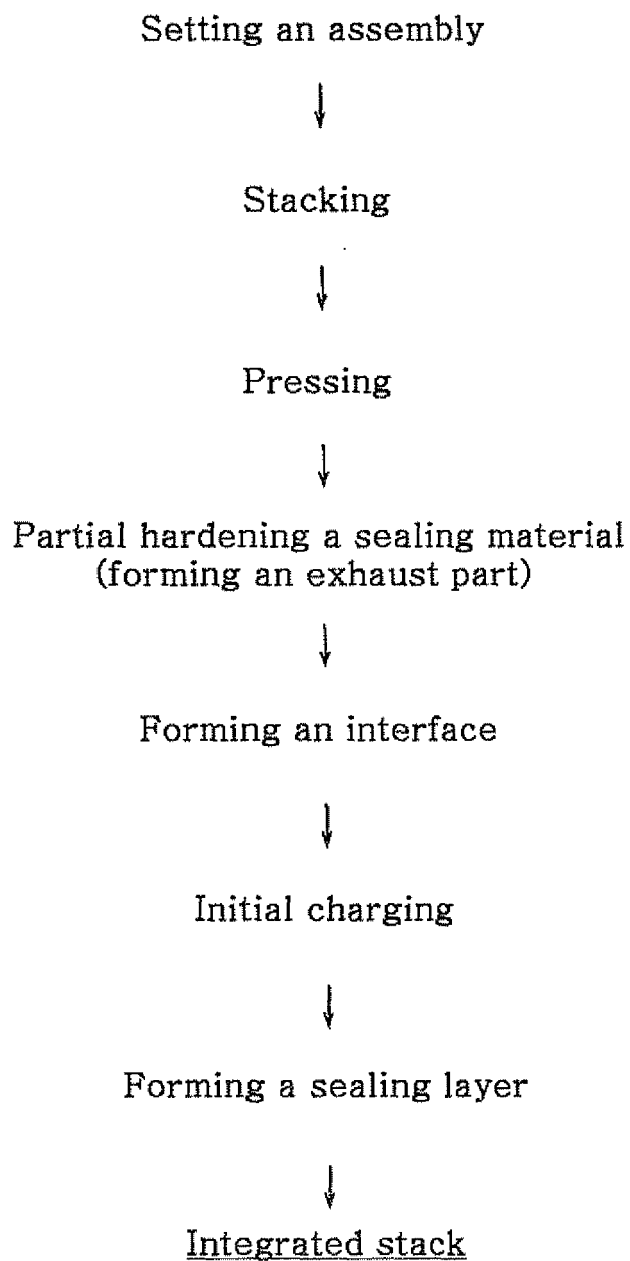 Setting an assembly
↓
Stacking
↓
Pressing
↓
Partial hardening a sealing material
(forming an exhaust part)
↓
Forming an interface
↓
Initial charging
↓
Forming a sealing layer
↓
Integrated stack